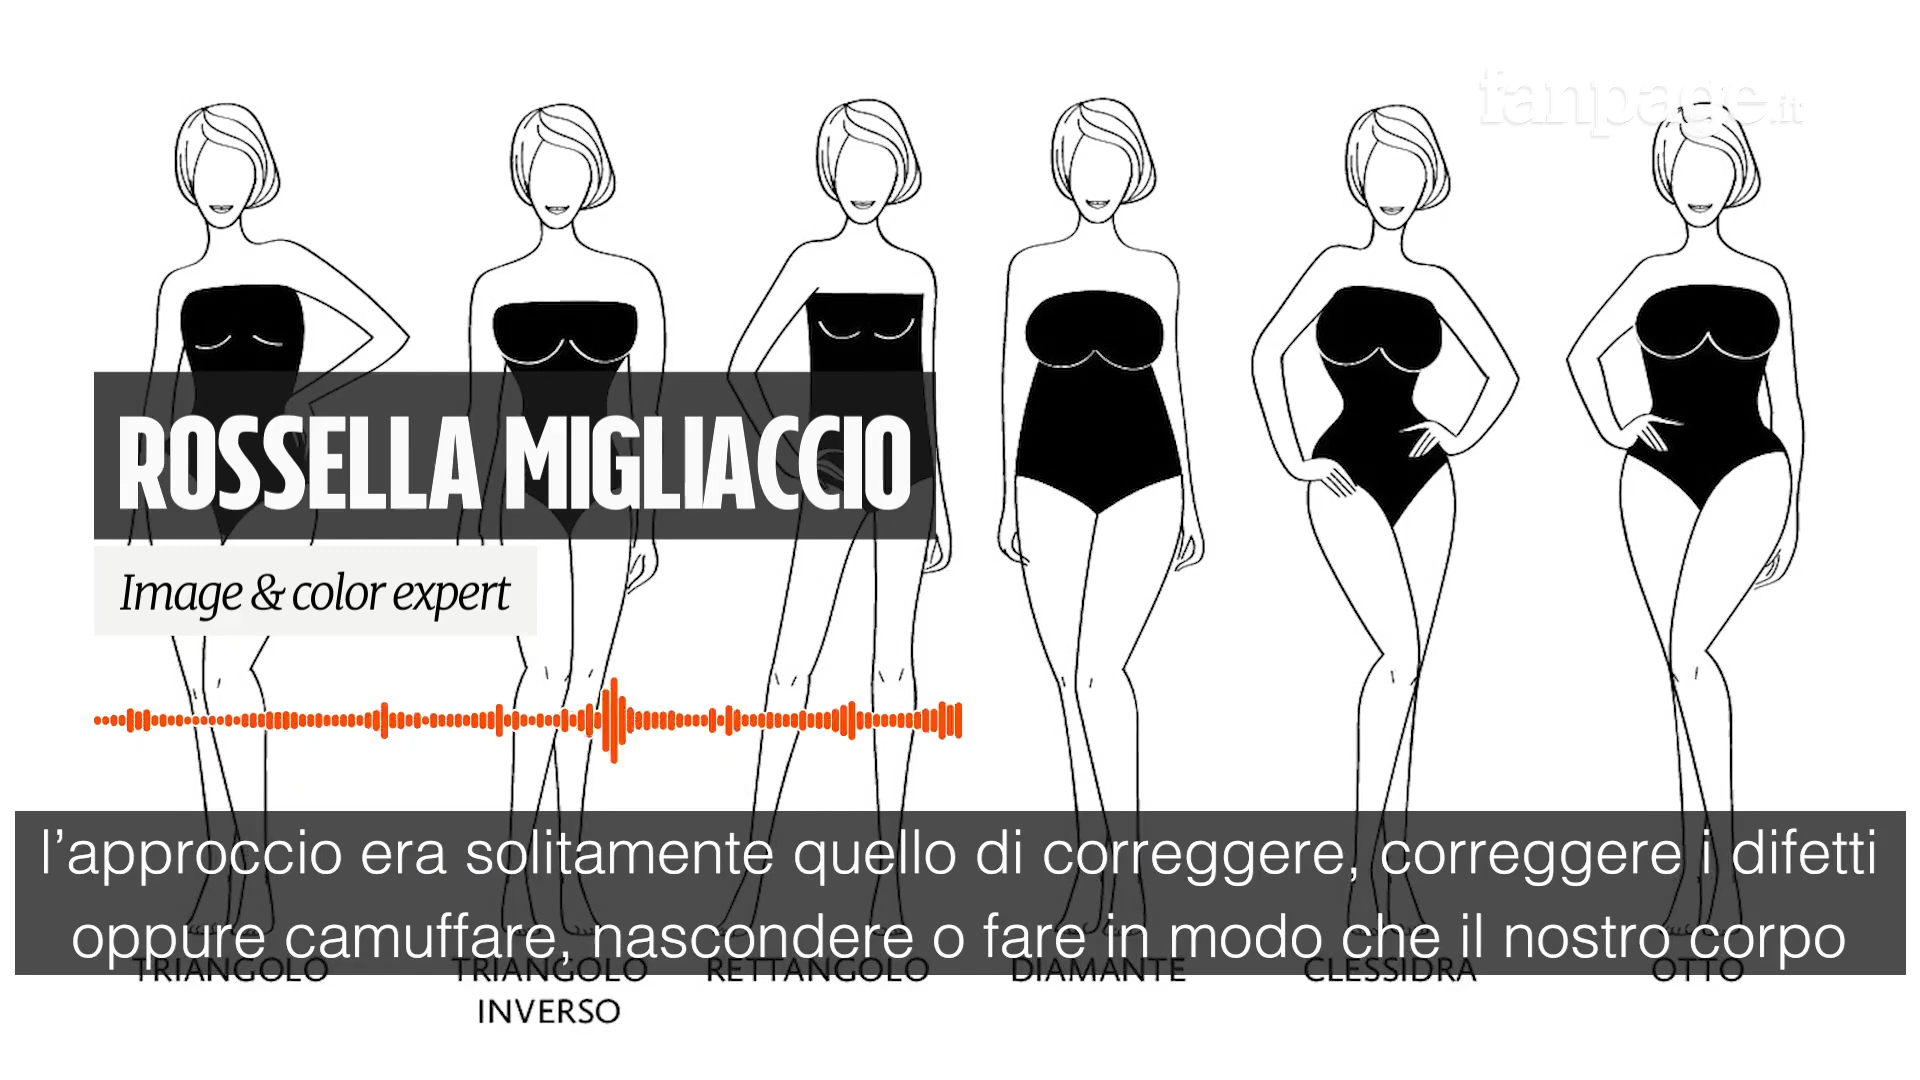 fanpage.it
ROSSELLA MIGLIACCIO
Image & color expert
l’approccio era solitamente quello di correggere, correggere i difetti
oppure camuffare, nascondere o fare in modo che il nostro corpo
TRIANGOLO
TRIANGOLO
INVERSO
RETTANGOLO
DIAMANTE
CLESSIDRA
OTTO